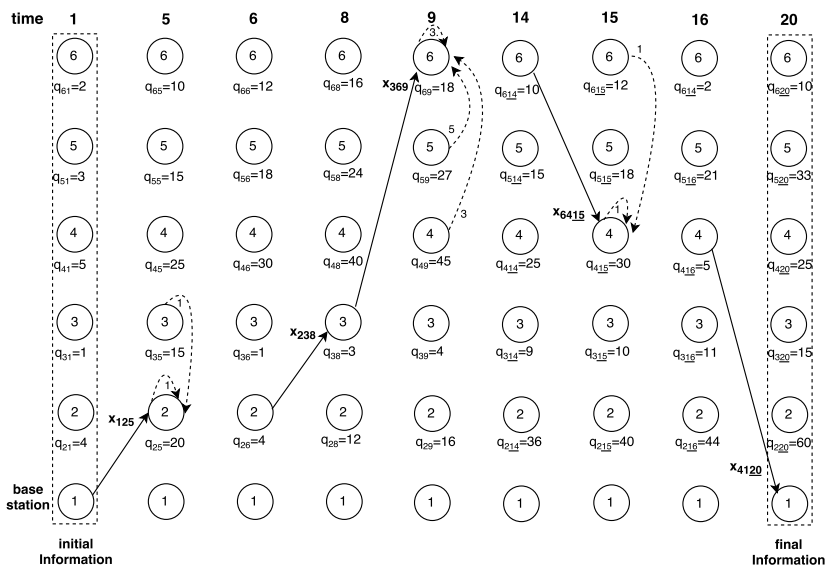 time 1 5 6 8 9 14 15 16 20
3
1
6 6 6 6 6 6 6 6 6
x369
q61=2 q65=10 q66=12 q68=16 q69=18 q614=10 q615=12 q614=2 q620=10
5
5 5 5 5 5 5 5 5 5
q51=3 q55=15 q56=18 q58=24 q59=27 q514=15 q515=18 q516=21 q520=33
3
x6415
1
4 4 4 4 4 4 4 4 4
q41=5 q45=25 q46=30 q48=40 q49=45 q414=25 q415=30 q416=5 q420=25
1
x238
3 3 3 3 3 3 3 3 3
q31=1 q35=15 q36=1 q38=3 q39=4 q314=9 q315=10 q316=11 q320=15
1
x125
2 2 2 2 2 2 2 2 2
q21=4 q25=20 q26=4 q28=12 q29=16 q214=36 q215=40 q216=44 q220=60
x4120
base
station
1 1 1 1 1 1 1 1 1
initial
Information
final
Information